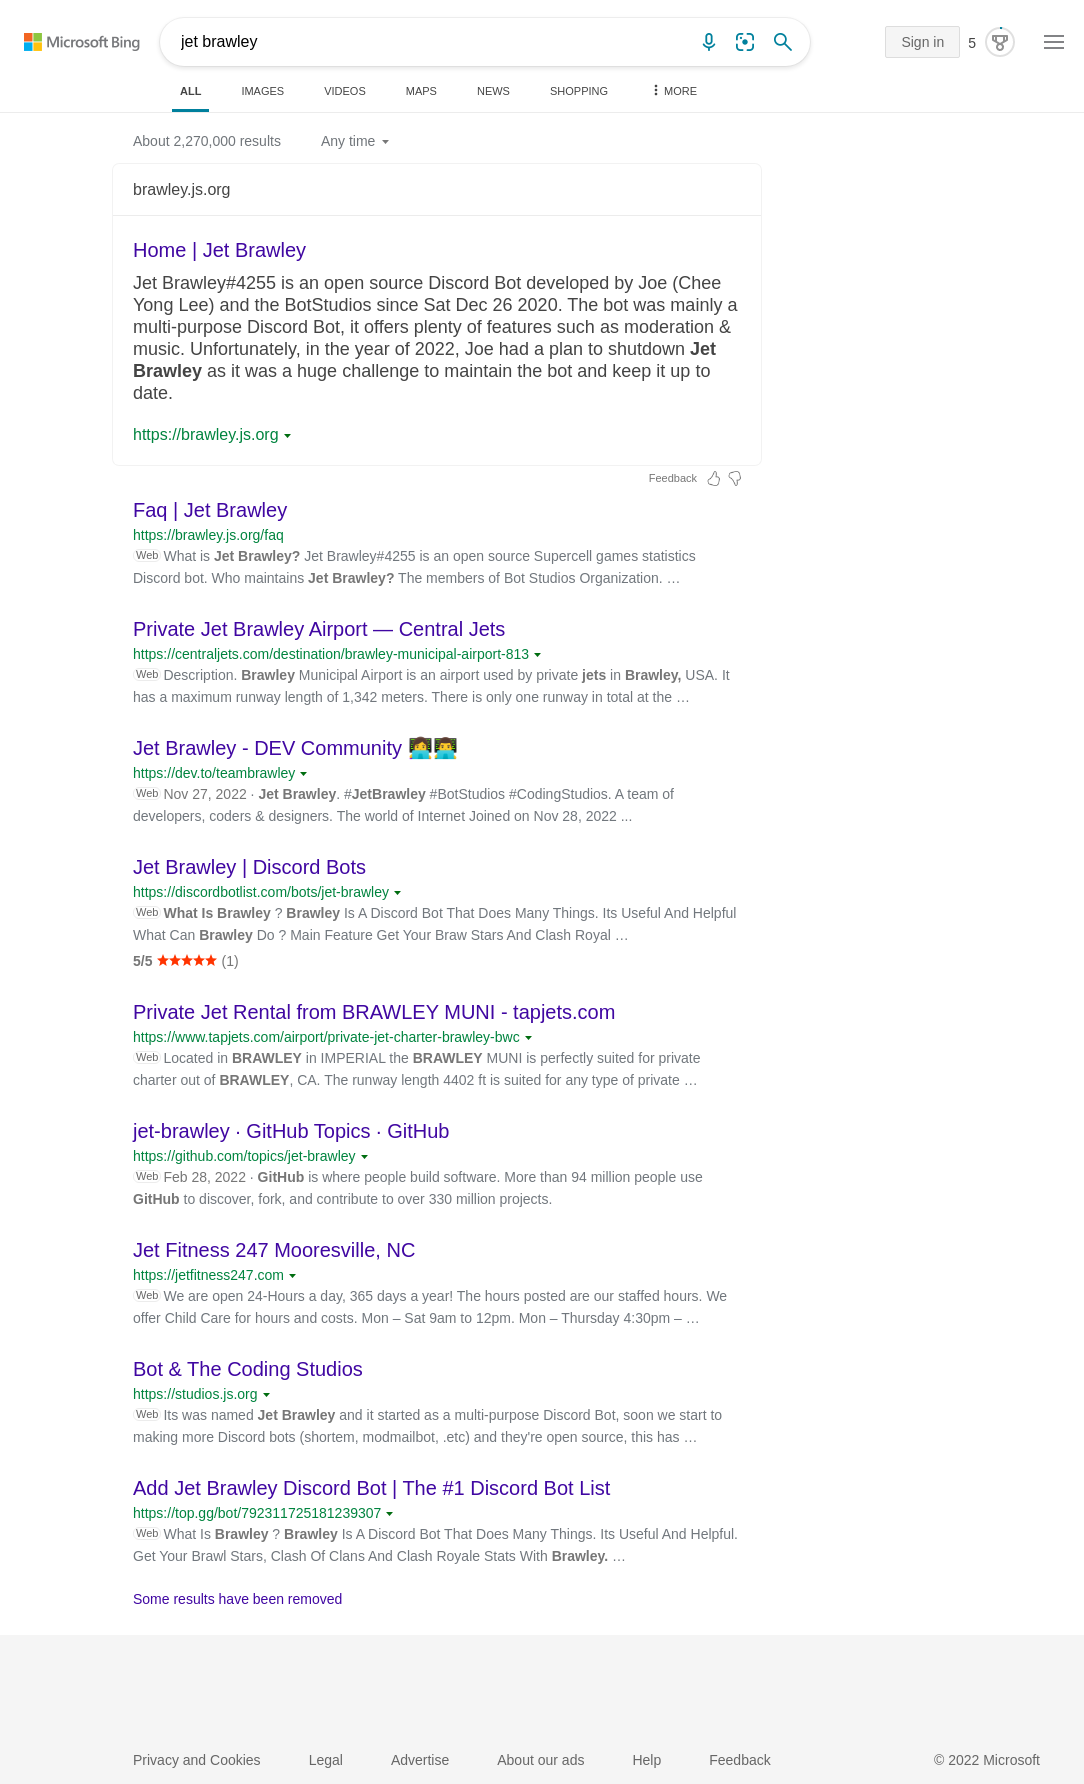 Microsoft Bing
jet brawley
Sign in
5
ALL
IMAGES
VIDEOS
MAPS
NEWS
SHOPPING
MORE
About 2,270,000 results
Any time
brawley.js.org
Home | Jet Brawley
Jet Brawley#4255 is an open source Discord Bot developed by Joe (Chee
Yong Lee) and the BotStudios since Sat Dec 26 2020. The bot was mainly a
multi-purpose Discord Bot, it offers plenty of features such as moderation &
music. Unfortunately, in the year of 2022, Joe had a plan to shutdown Jet
Brawley as it was a huge challenge to maintain the bot and keep it up to
date.
https://brawley.js.org
Feedback
Faq | Jet Brawley
https://brawley.js.org/faq
Web What is Jet Brawley? Jet Brawley#4255 is an open source Supercell games statistics
Discord bot. Who maintains Jet Brawley? The members of Bot Studios Organization. …
Private Jet Brawley Airport — Central Jets
https://centraljets.com/destination/brawley-municipal-airport-813
Web Description. Brawley Municipal Airport is an airport used by private jets in Brawley, USA. It
has a maximum runway length of 1,342 meters. There is only one runway in total at the …
Jet Brawley - DEV Community 👩‍💻👨‍💻
https://dev.to/teambrawley
Web Nov 27, 2022 · Jet Brawley. #JetBrawley #BotStudios #CodingStudios. A team of
developers, coders & designers. The world of Internet Joined on Nov 28, 2022 ...
Jet Brawley | Discord Bots
https://discordbotlist.com/bots/jet-brawley
Web What Is Brawley ? Brawley Is A Discord Bot That Does Many Things. Its Useful And Helpful
What Can Brawley Do ? Main Feature Get Your Braw Stars And Clash Royal …
5/5 ★★★★★ (1)
Private Jet Rental from BRAWLEY MUNI - tapjets.com
https://www.tapjets.com/airport/private-jet-charter-brawley-bwc
Web Located in BRAWLEY in IMPERIAL the BRAWLEY MUNI is perfectly suited for private
charter out of BRAWLEY, CA. The runway length 4402 ft is suited for any type of private …
jet-brawley · GitHub Topics · GitHub
https://github.com/topics/jet-brawley
Web Feb 28, 2022 · GitHub is where people build software. More than 94 million people use
GitHub to discover, fork, and contribute to over 330 million projects.
Jet Fitness 247 Mooresville, NC
https://jetfitness247.com
Web We are open 24-Hours a day, 365 days a year! The hours posted are our staffed hours. We
offer Child Care for hours and costs. Mon – Sat 9am to 12pm. Mon – Thursday 4:30pm – …
Bot & The Coding Studios
https://studios.js.org
Web Its was named Jet Brawley and it started as a multi-purpose Discord Bot, soon we start to
making more Discord bots (shortem, modmailbot, .etc) and they're open source, this has …
Add Jet Brawley Discord Bot | The #1 Discord Bot List
https://top.gg/bot/792311725181239307
Web What Is Brawley ? Brawley Is A Discord Bot That Does Many Things. Its Useful And Helpful.
Get Your Brawl Stars, Clash Of Clans And Clash Royale Stats With Brawley. …
Some results have been removed
Privacy and Cookies
Legal
Advertise
About our ads
Help
Feedback
© 2022 Microsoft